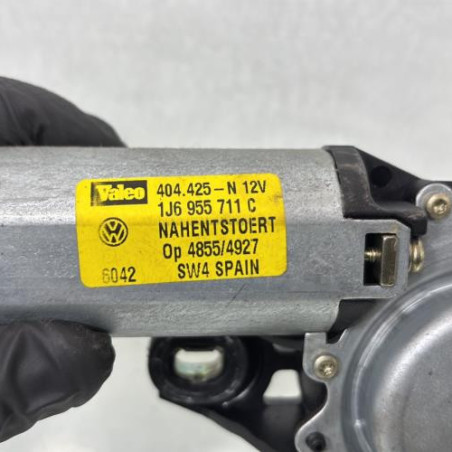 Valeo 404.425-N 12V
1J6 955 711 C
NAHENTSTOERT
Op 4855/4927
6042 SW4 SPAIN